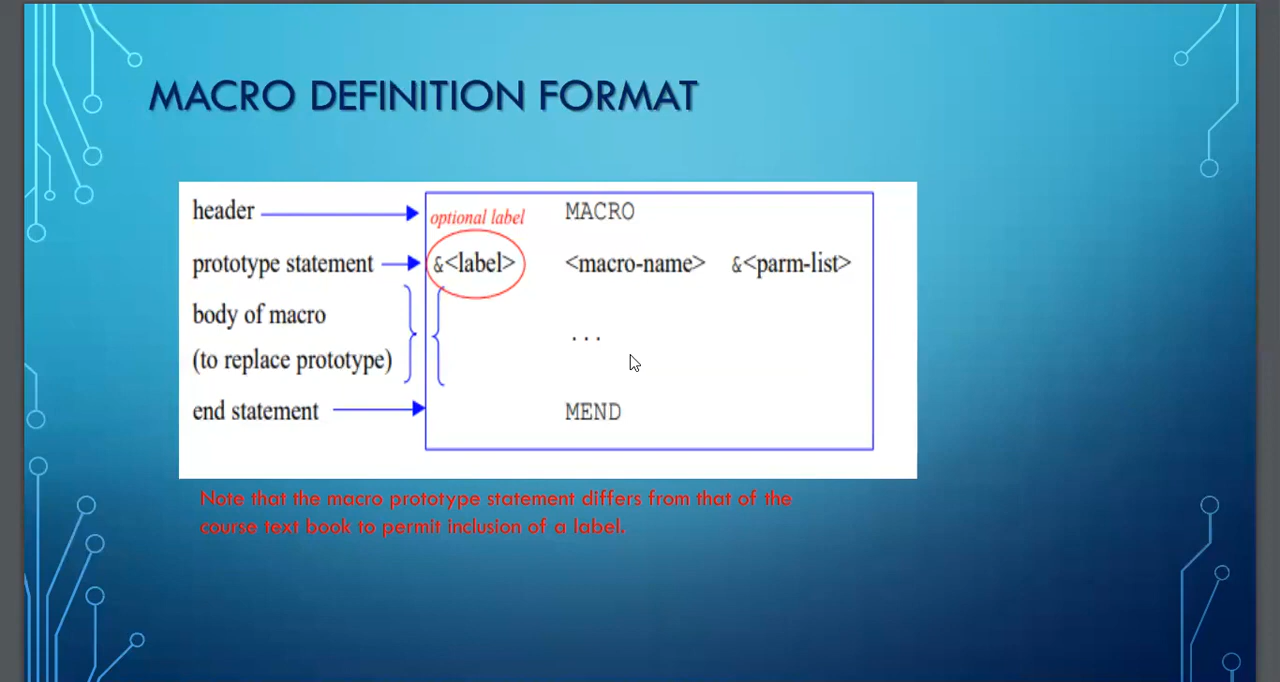 MACRO DEFINITION FORMAT
header
optional label MACRO
prototype statement &<label> <macro-name> &<parm-list>
body of macro
...
(to replace prototype)
end statement MEND
Note that the macro prototype statement differs from that of the
course text book to permit inclusion of a label.